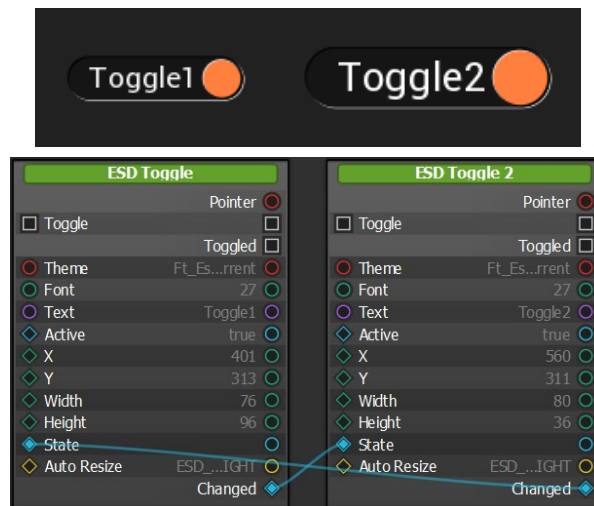 Toggle1
Toggle2
ESD Toggle
Pointer
Toggle
Toggled
Theme Ft_Es...rrent
Font 27
Text Toggle1
Active true
X 401
Y 313
Width 76
Height 96
State
Auto Resize ESD_...IGHT
Changed
ESD Toggle 2
Pointer
Toggle
Toggled
Theme Ft_Es...rrent
Font 27
Text Toggle2
Active true
X 560
Y 311
Width 80
Height 36
State
Auto Resize ESD_...IGHT
Changed